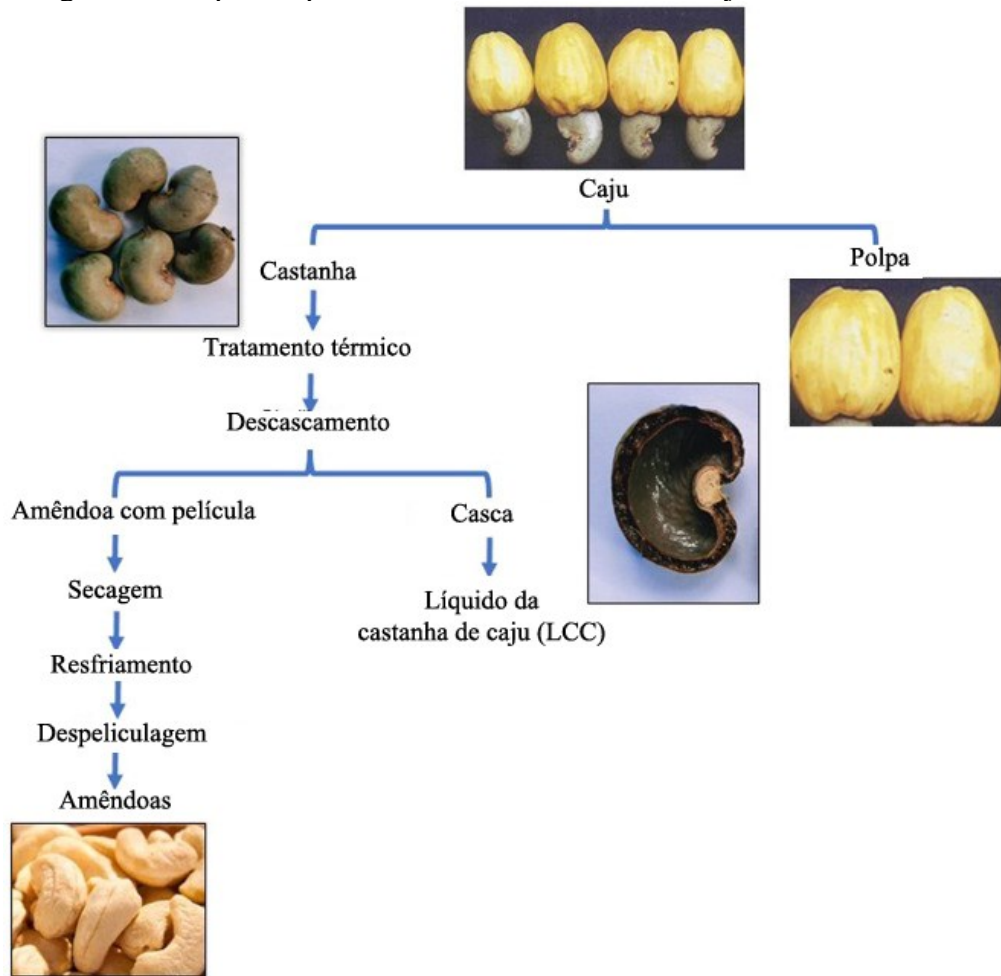 Caju
Castanha
Polpa
Tratamento térmico
Descascamento
Amêndoa com película
Casca
Secagem
Líquido da
castanha de caju (LCC)
Resfriamento
Despeliculagem
Amêndoas